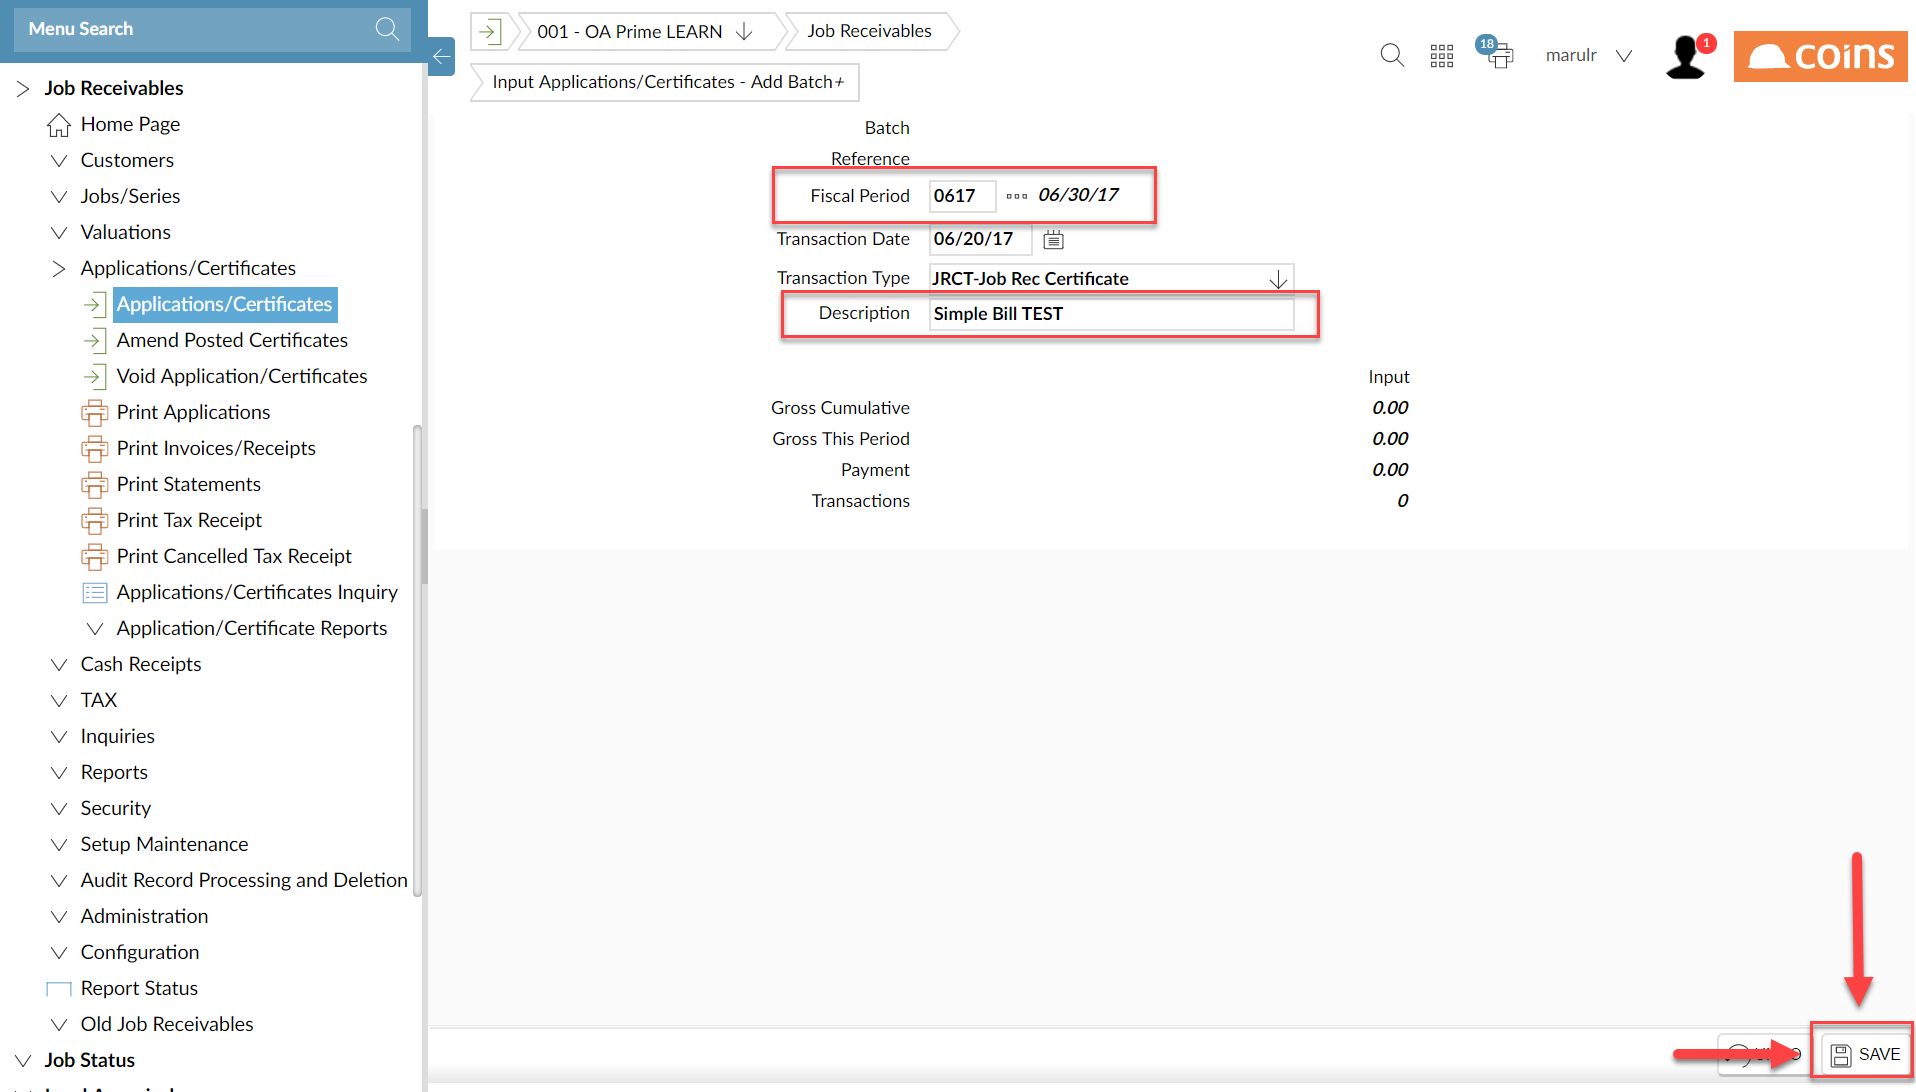 Menu Search
Job Receivables
Home Page
Customers
Jobs/Series
Valuations
Applications/Certificates
Applications/Certificates
Amend Posted Certificates
Void Application/Certificates
Print Applications
Print Invoices/Receipts
Print Statements
Print Tax Receipt
Print Cancelled Tax Receipt
Applications/Certificates Inquiry
Application/Certificate Reports
Cash Receipts
TAX
Inquiries
Reports
Security
Setup Maintenance
Audit Record Processing and Deletion
Administration
Configuration
Report Status
Old Job Receivables
Job Status
001 - OA Prime LEARN
Job Receivables
Input Applications/Certificates - Add Batch+
18
marulr
1
coins
Batch
Reference
Fiscal Period 0617 06/30/17
Transaction Date 06/20/17
Transaction Type JRCT-Job Rec Certificate
Description Simple Bill TEST
Input
Gross Cumulative 0.00
Gross This Period 0.00
Payment 0.00
Transactions 0
SAVE